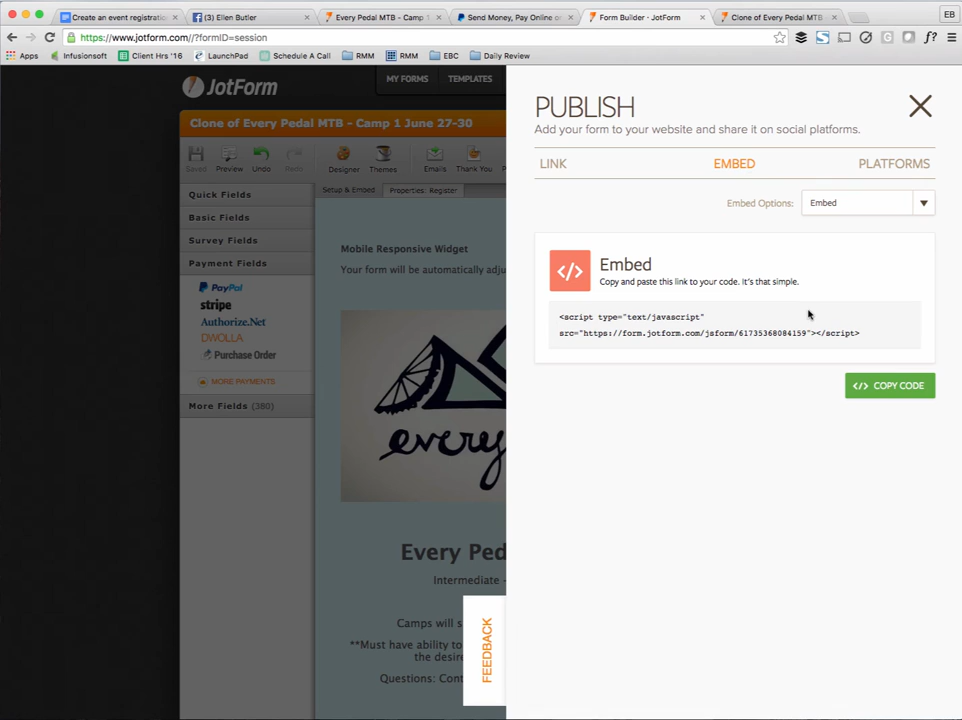 Create an event registratio
(3) Ellen Butler
Every Pedal MTB - Camp 1
Send Money, Pay Online o
Form Builder · JotForm
Clone of Every Pedal MTB
EB
https://www.jotform.com//?formID=session
Apps
Infusionsoft
Client Hrs '16
LaunchPad
Schedule A Call
RMM
RMM
EBC
Daily Review
JotForm
MY FORMS
TEMPLATES
Clone of Every Pedal MTB - Camp 1 June 27-30
Saved
Preview
Undo
Redo
Designer
Themes
Emails
Thank You
Quick Fields
Setup & Embed
Properties: Register
Basic Fields
Survey Fields
Payment Fields
PayPal
stripe
Authorize.Net
DWOLLA
Purchase Order
MORE PAYMENTS
More Fields (380)
Mobile Responsive Widget
Your form will be automatically adju
every
Every Ped
Intermediate -
Camps will s
**Must have ability to
the desire
Questions: Cont
FEEDBACK
PUBLISH
Add your form to your website and share it on social platforms.
LINK
EMBED
PLATFORMS
Embed Options:
Embed
</>
Embed
Copy and paste this link to your code. It's that simple.
<script type="text/javascript"
src="https://form.jotform.com/jsform/61735368084159"></script>
</> COPY CODE